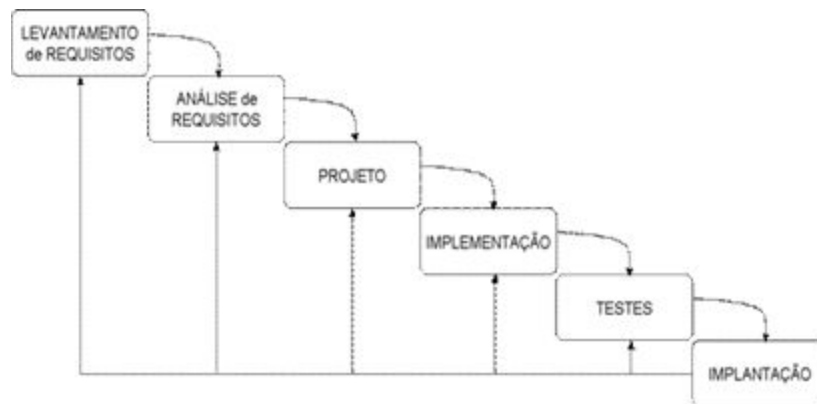 LEVANTAMENTO
de REQUISITOS
ANÁLISE de
REQUISITOS
PROJETO
IMPLEMENTAÇÃO
TESTES
IMPLANTAÇÃO